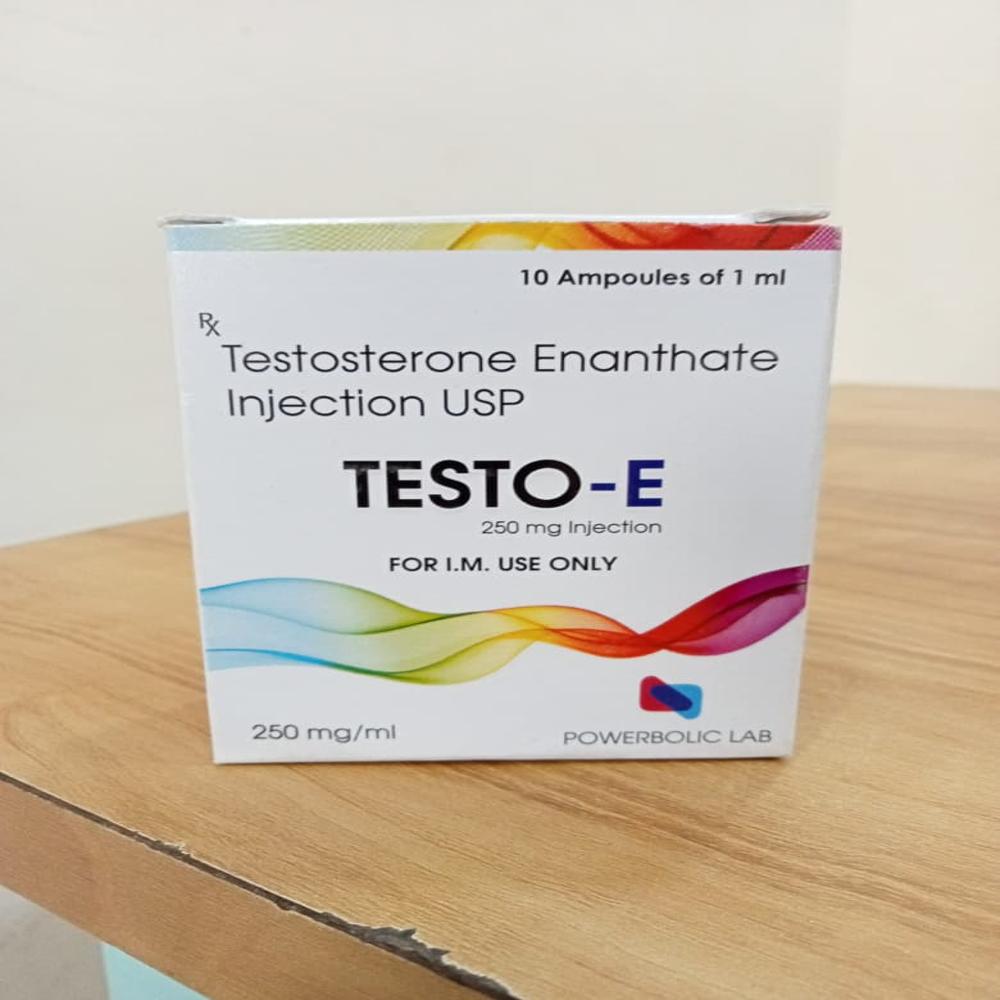 10 Ampoules of 1 ml
Rx
Testosterone Enanthate
Injection USP
TESTO-E
250 mg Injection
FOR I.M. USE ONLY
250 mg/ml
POWERBOLIC LAB